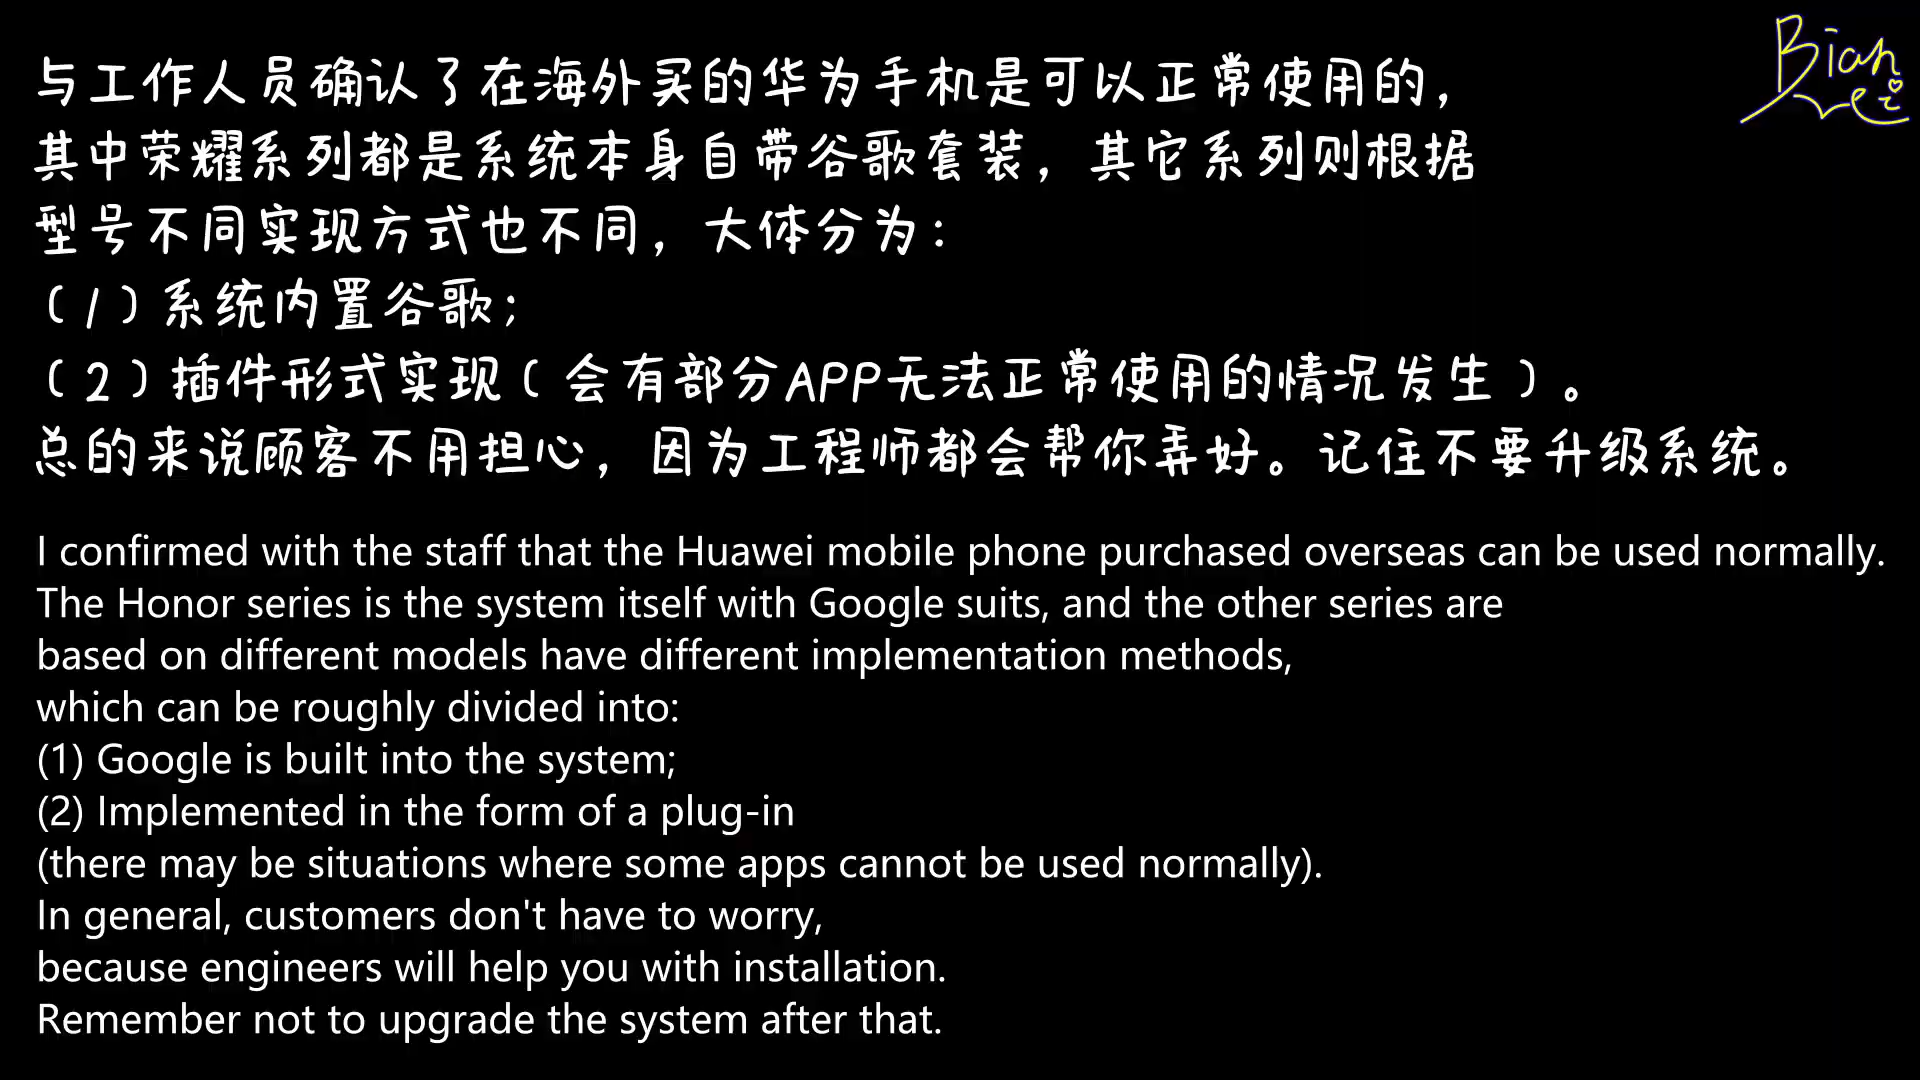 Bian
Lei
与工作人员确认了在海外买的华为手机是可以正常使用的，
其中荣耀系列都是系统本身自带谷歌套装，其它系列则根据
型号不同实现方式也不同，大体分为：
（1）系统内置谷歌；
（2）插件形式实现（会有部分APP无法正常使用的情况发生）。
总的来说顾客不用担心，因为工程师都会帮你弄好。记住不要升级系统。
I confirmed with the staff that the Huawei mobile phone purchased overseas can be used normally.
The Honor series is the system itself with Google suits, and the other series are
based on different models have different implementation methods,
which can be roughly divided into:
(1) Google is built into the system;
(2) Implemented in the form of a plug-in
(there may be situations where some apps cannot be used normally).
In general, customers don't have to worry,
because engineers will help you with installation.
Remember not to upgrade the system after that.